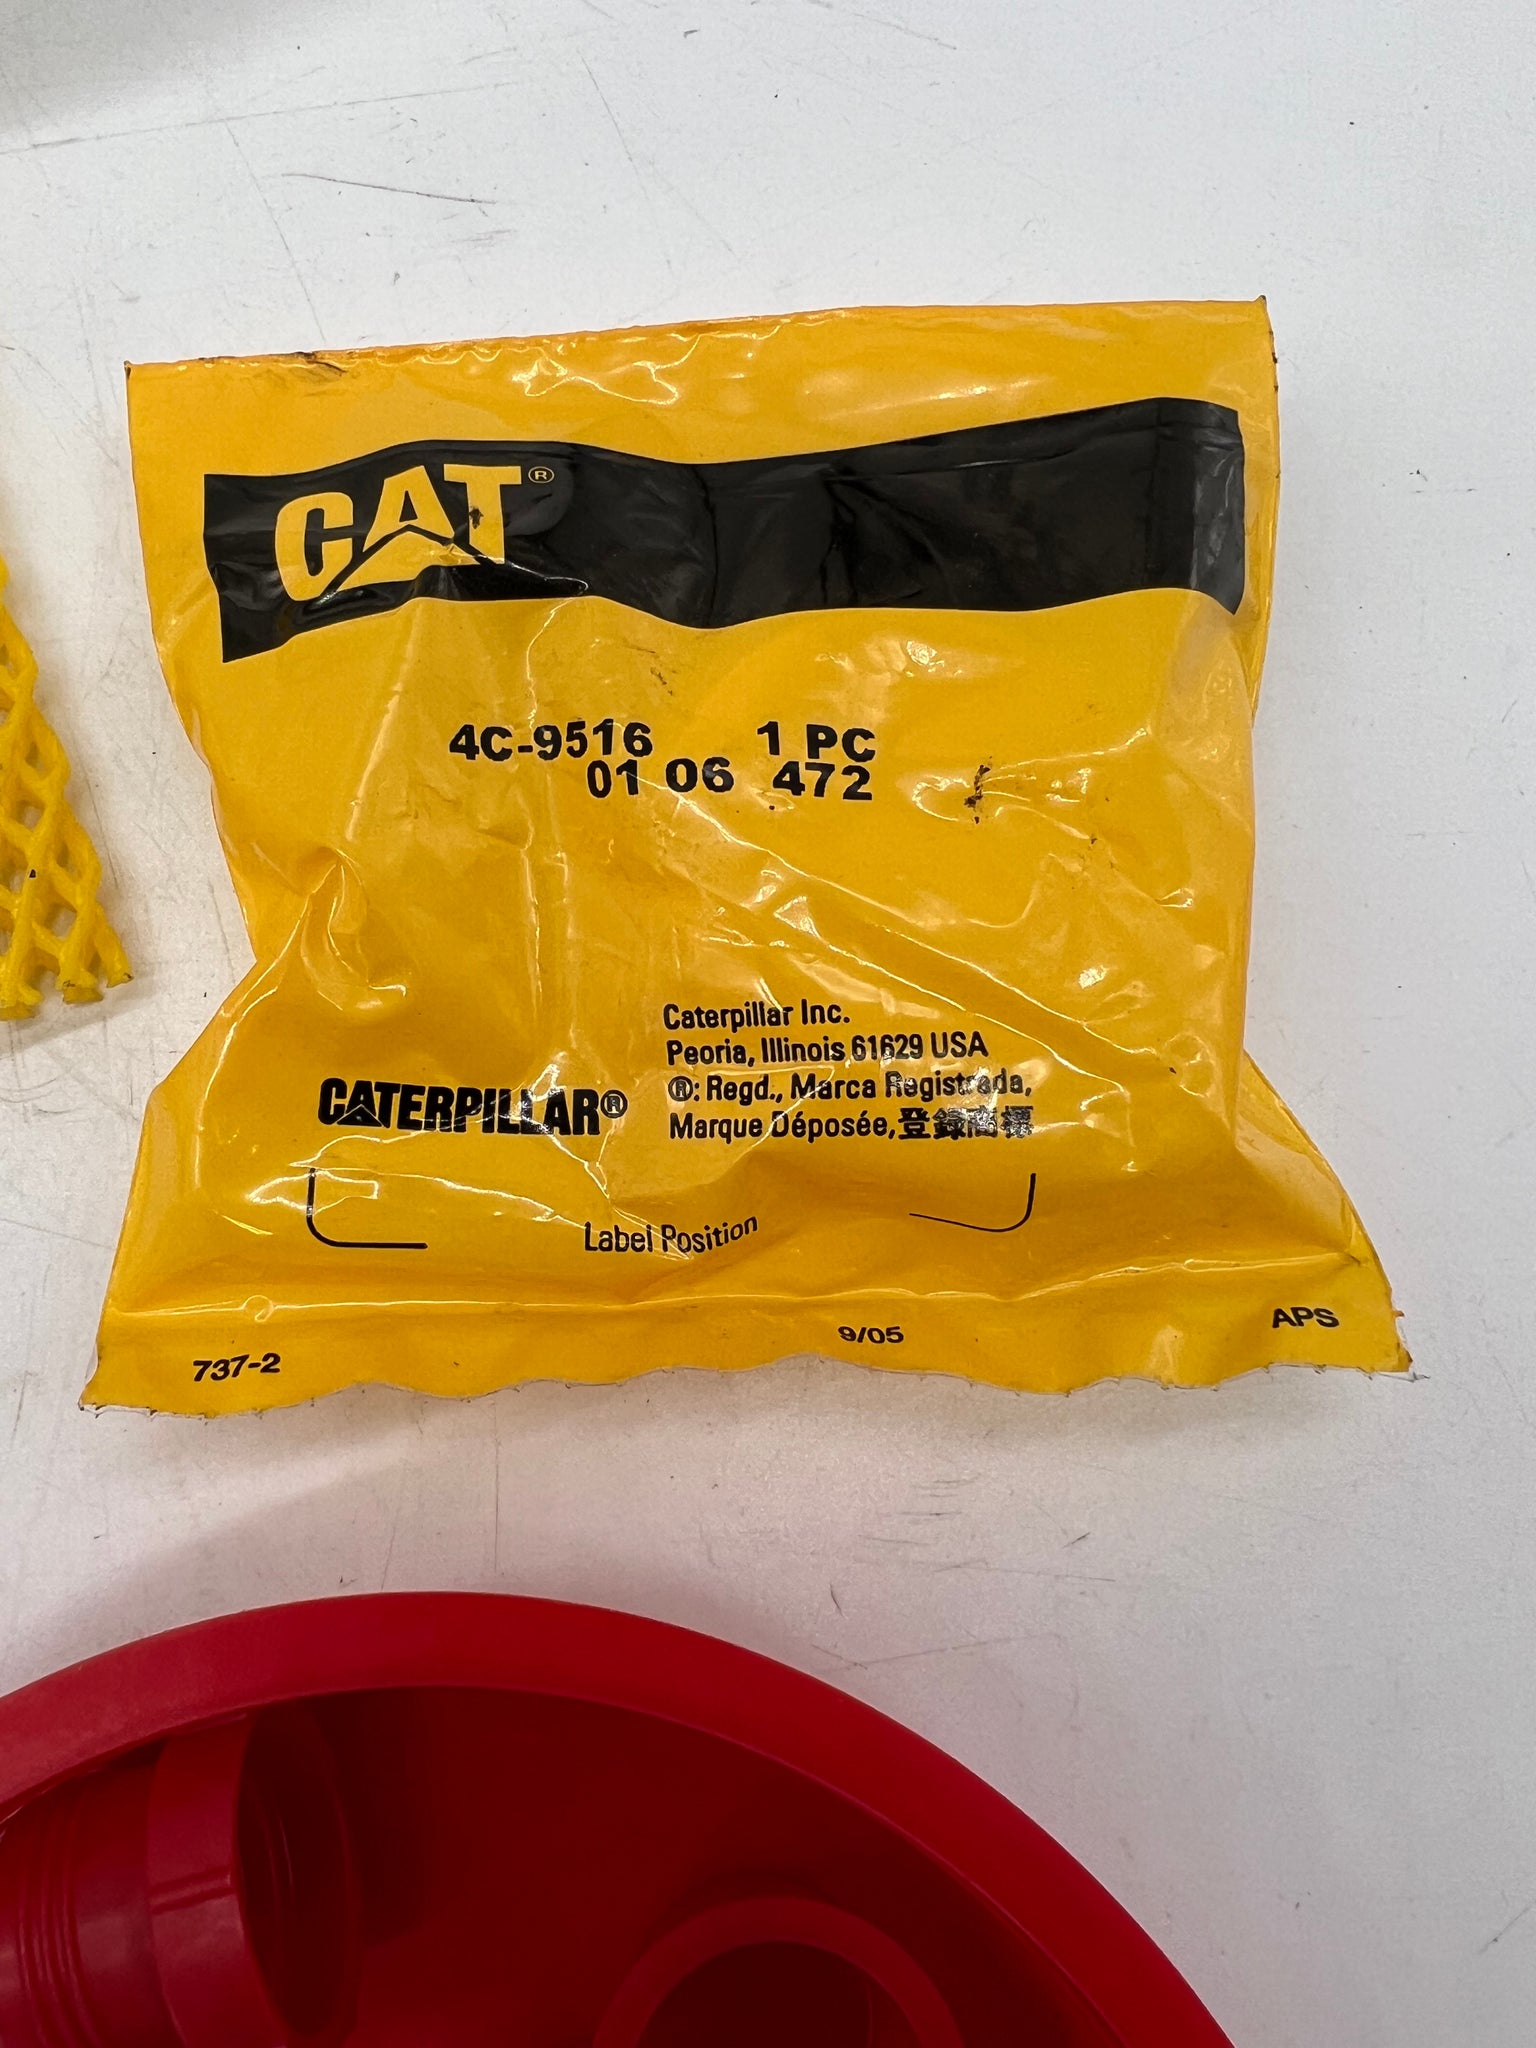 CAT®
4C-9516 1 PC
01 06 472
Caterpillar Inc.
Peoria, Illinois 61629 USA
®: Regd., Marca Registrada,
Marque Déposée,登録商標
CATERPILLAR®
Label Position
737-2 9/05 APS